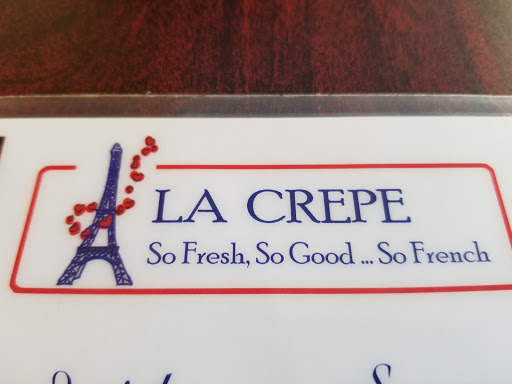 LA CREPE
So Fresh, So Good ... So French